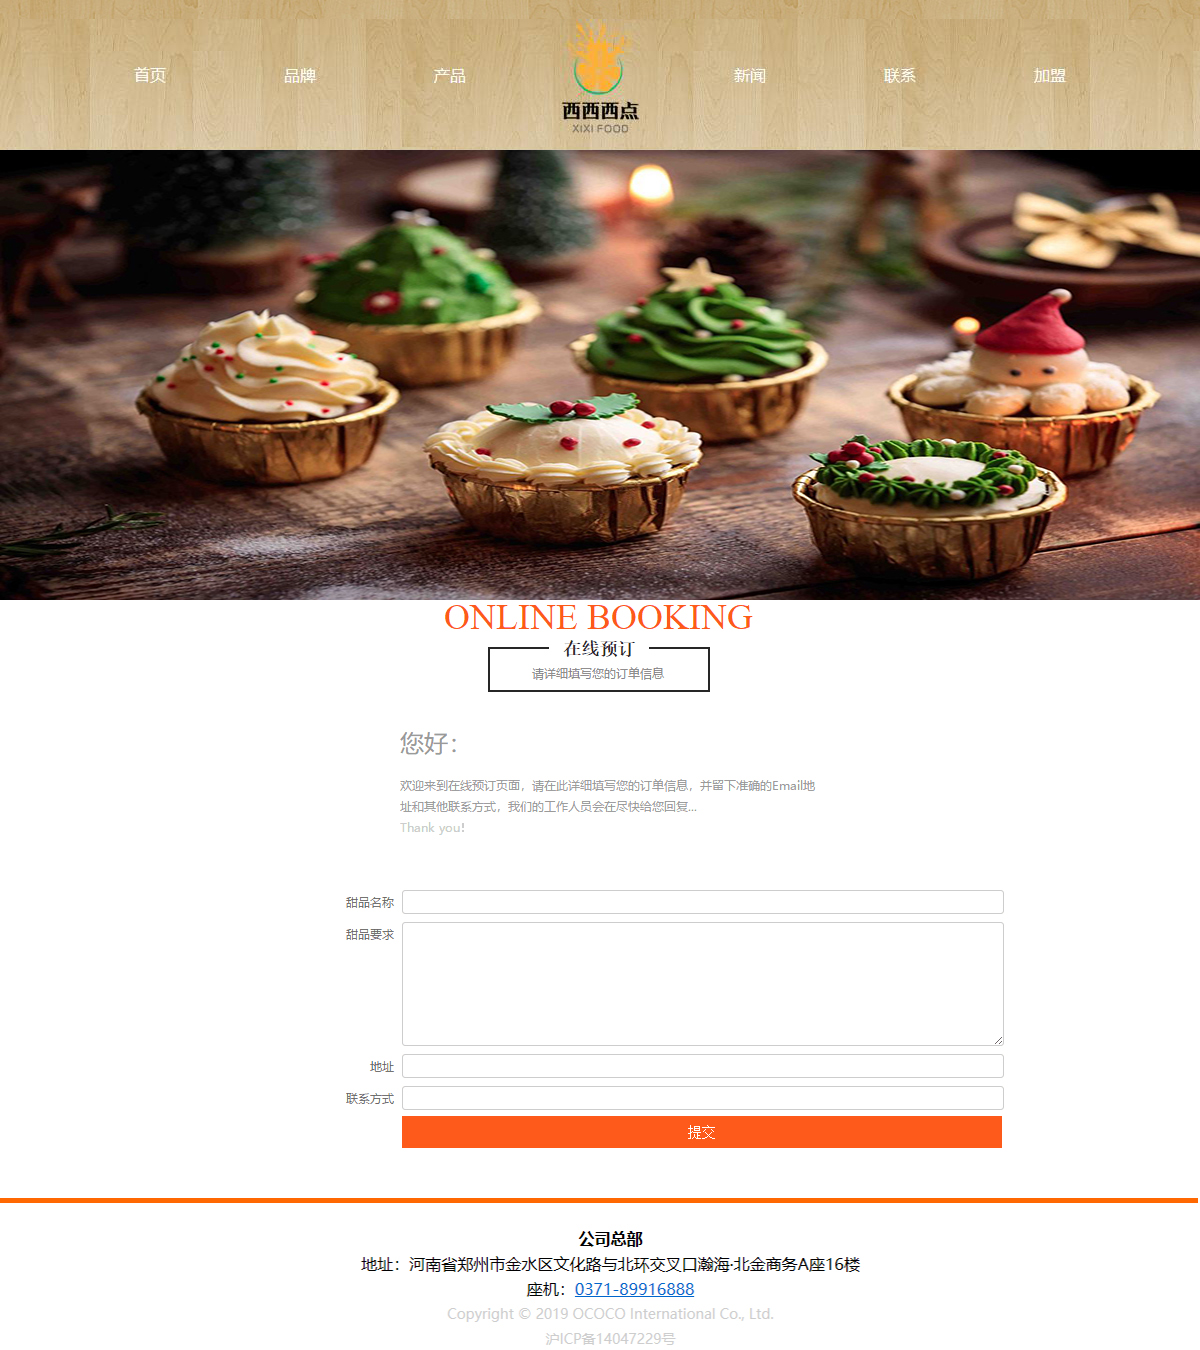 首页
品牌
产品
西西西点
XIXI FOOD
新闻
联系
加盟
ONLINE BOOKING
在线预订
请详细填写您的订单信息
您好：
欢迎来到在线预订页面，请在此详细填写您的订单信息，并留下准确的Email地
址和其他联系方式，我们的工作人员会在尽快给您回复...
Thank you!
甜品名称
甜品要求
地址
联系方式
提交
公司总部
地址：河南省郑州市金水区文化路与北环交叉口瀚海·北金商务A座16楼
座机：0371-89916888
Copyright © 2019 OCOCO International Co., Ltd.
沪ICP备14047229号